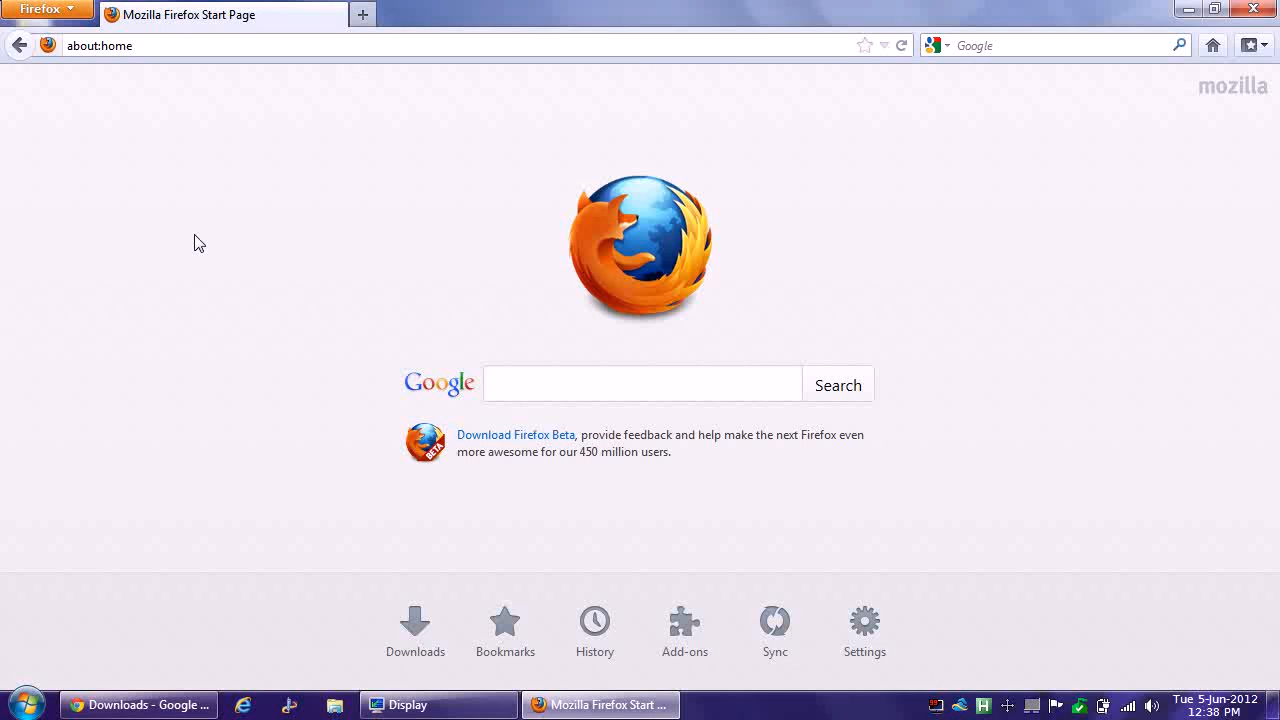 Firefox
Mozilla Firefox Start Page
about:home
Google
mozilla
Google
Search
Download Firefox Beta, provide feedback and help make the next Firefox even
more awesome for our 450 million users.
BETA
Downloads
Bookmarks
History
Add-ons
Sync
Settings
Downloads - Google ...
Display
Mozilla Firefox Start ...
Tue 5-Jun-2012
12:38 PM